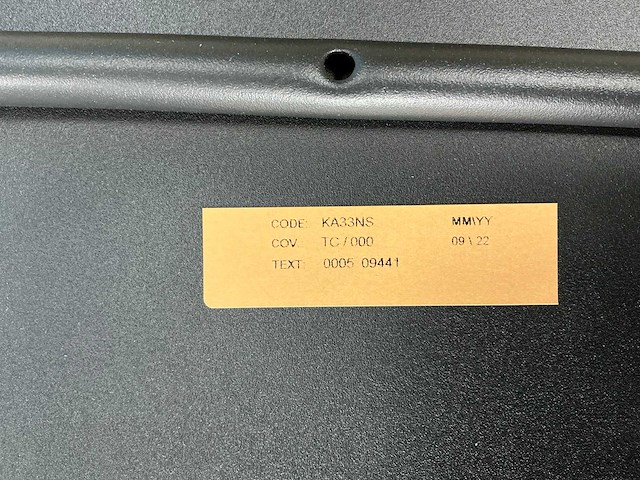 CODE: KA33NS MM\YY
COV: TC / 000 09 \ 22
TEXT: 0005 09441